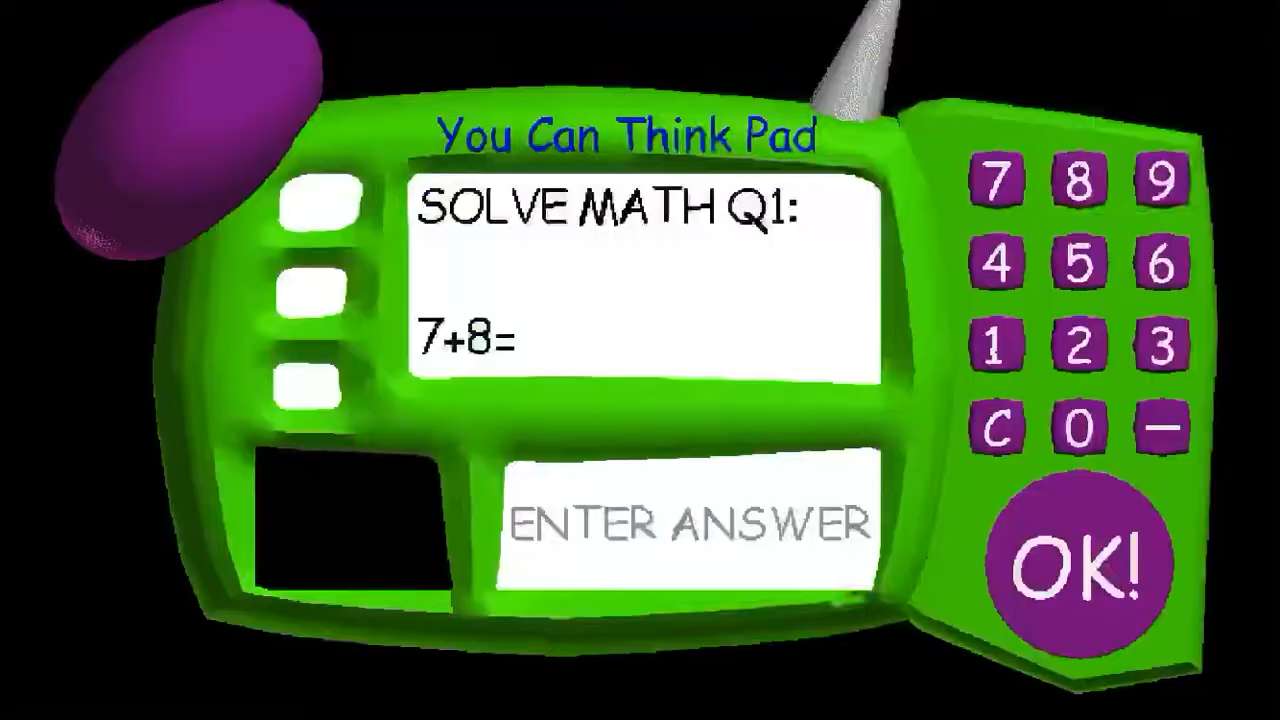 You Can Think Pad
SOLVE MATH Q1:
7+8=
ENTER ANSWER
7 8 9
4 5 6
1 2 3
C 0 —
OK!